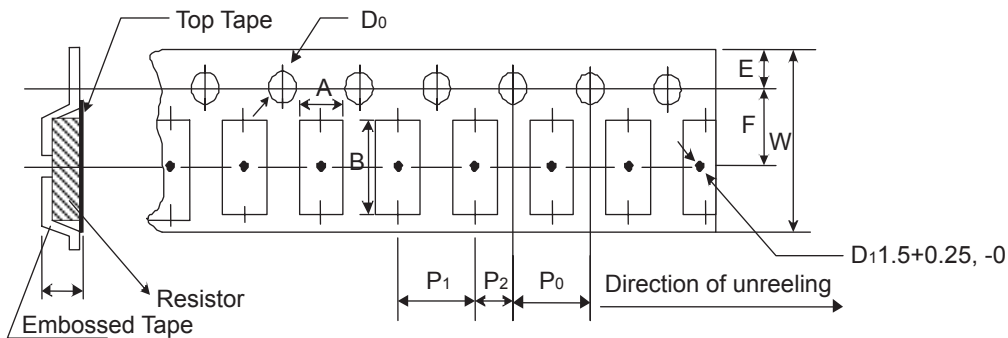 Top Tape
D₀
A
E
F
W
B
D₁1.5+0.25, -0
P₁
P₂
P₀
Direction of unreeling
Resistor
Embossed Tape